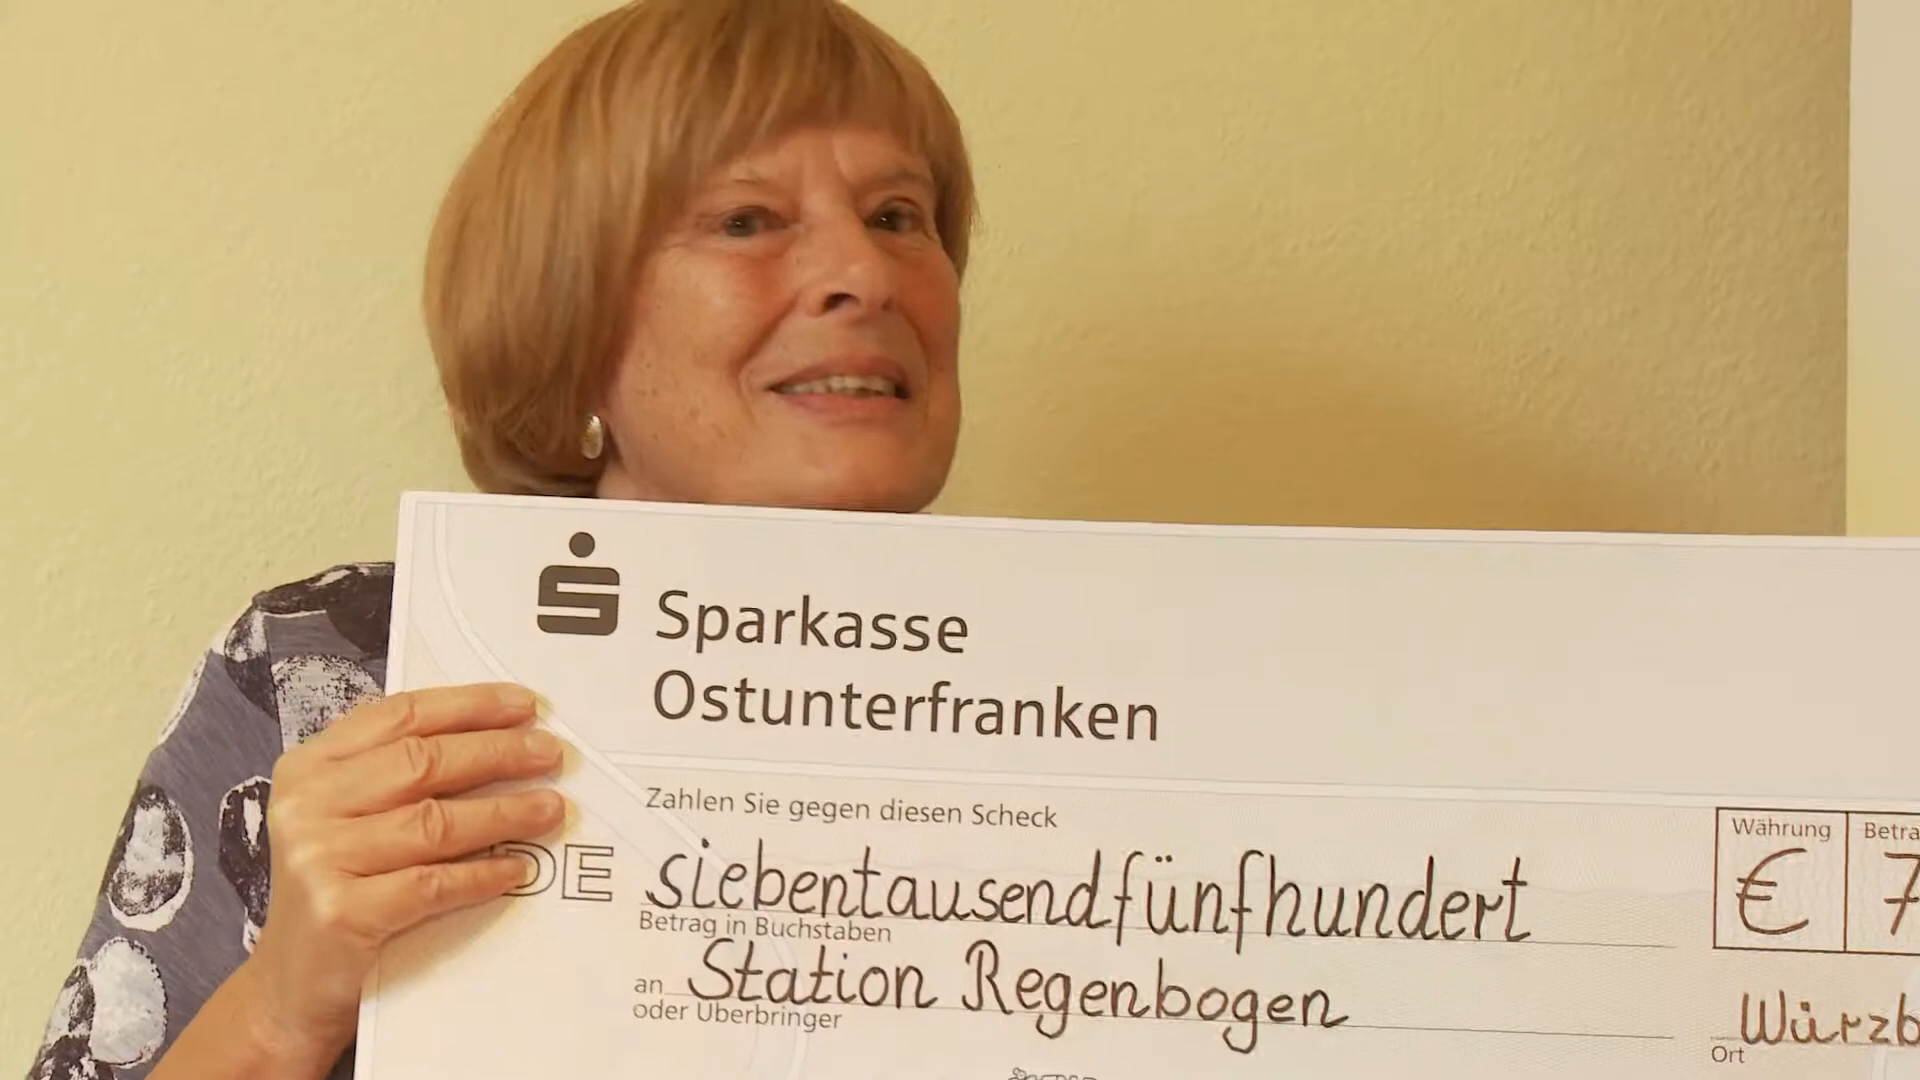 Sparkasse
Ostunterfranken
Zahlen Sie gegen diesen Scheck
DE siebentausendfünfhundert
Betrag in Buchstaben
an Station Regenbogen
oder Überbringer
Währung
€
7
Ort